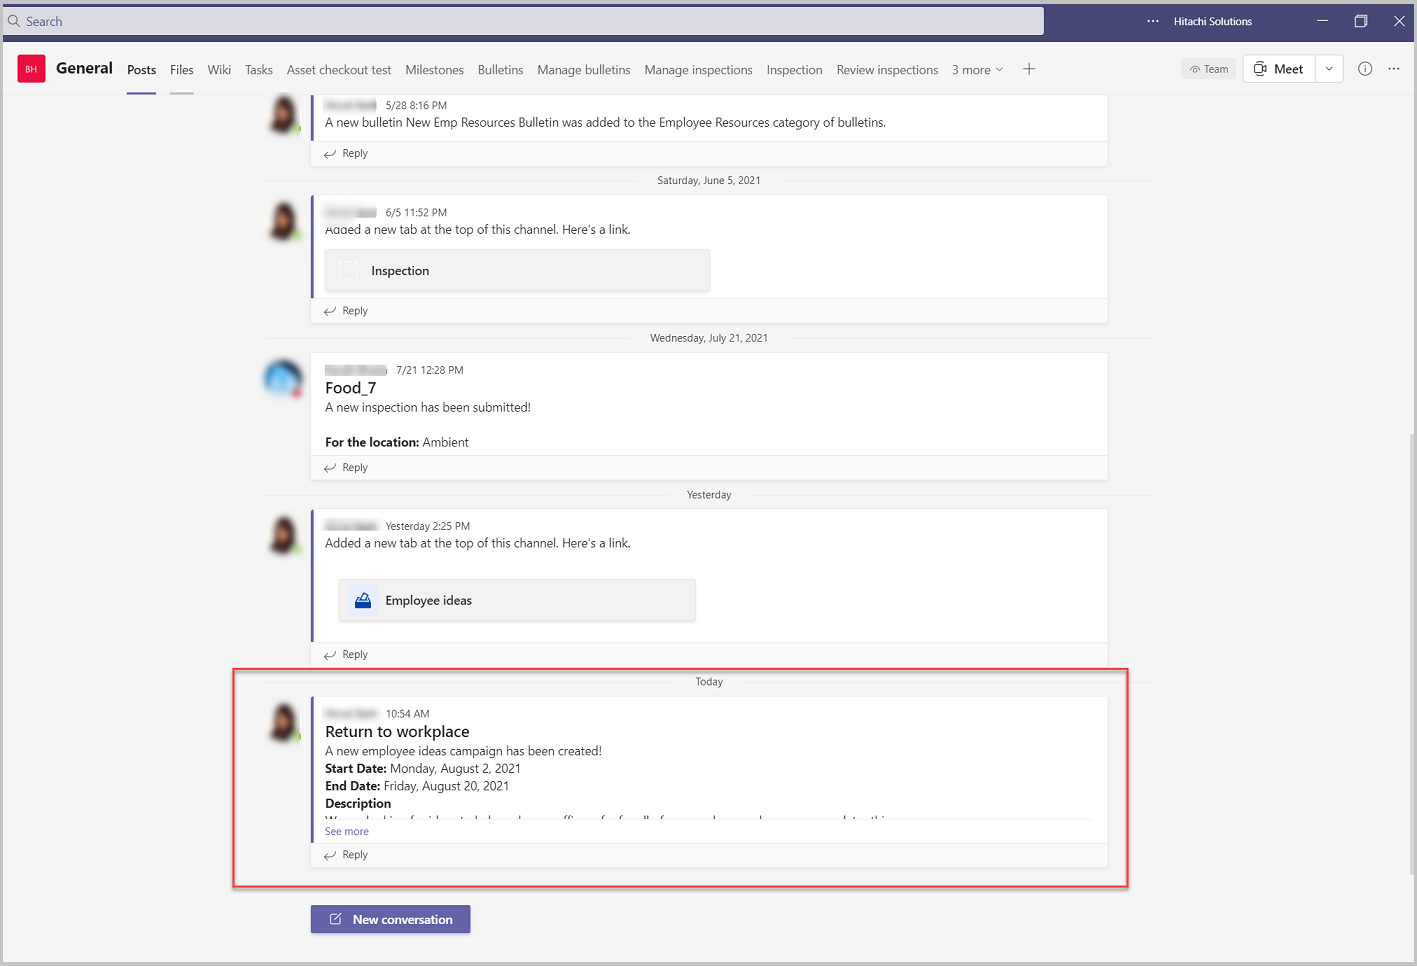 Search
Hitachi Solutions
BH General Posts Files Wiki Tasks Asset checkout test Milestones Bulletins Manage bulletins Manage inspections Inspection Review inspections 3 more Team Meet
5/28 8:16 PM
A new bulletin New Emp Resources Bulletin was added to the Employee Resources category of bulletins.
Reply
Saturday, June 5, 2021
6/5 11:52 PM
Added a new tab at the top of this channel. Here's a link.
Inspection
Reply
Wednesday, July 21, 2021
7/21 12:28 PM
Food_7
A new inspection has been submitted!
For the location: Ambient
Reply
Yesterday
Yesterday 2:25 PM
Added a new tab at the top of this channel. Here's a link.
Employee ideas
Reply
Today
10:54 AM
Return to workplace
A new employee ideas campaign has been created!
Start Date: Monday, August 2, 2021
End Date: Friday, August 20, 2021
Description
See more
Reply
New conversation